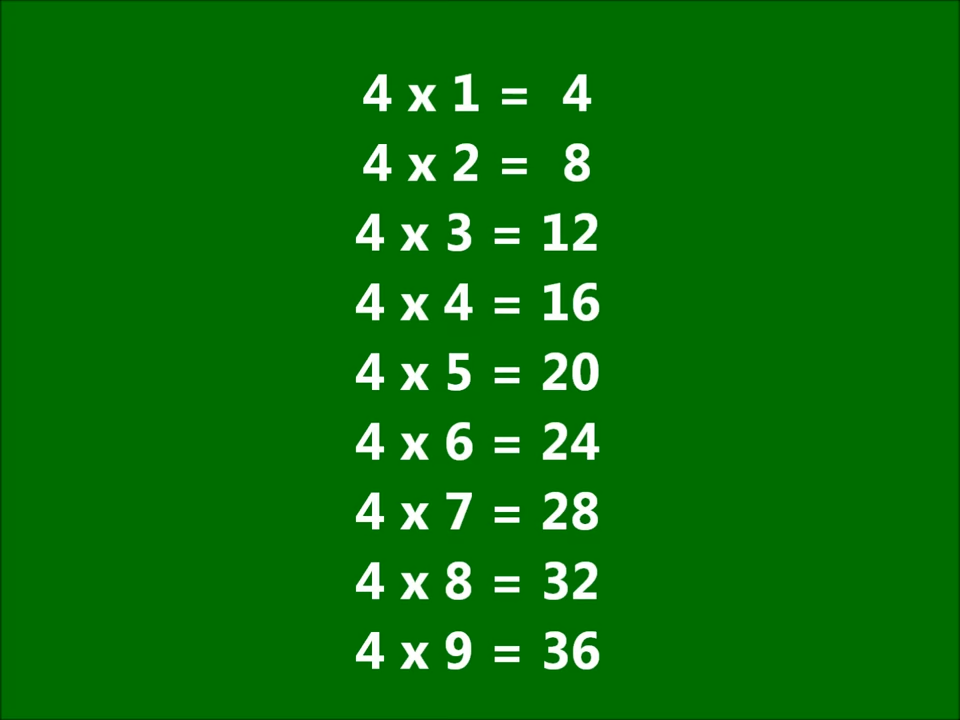 4 x 1 = 4
4 x 2 = 8
4 x 3 = 12
4 x 4 = 16
4 x 5 = 20
4 x 6 = 24
4 x 7 = 28
4 x 8 = 32
4 x 9 = 36